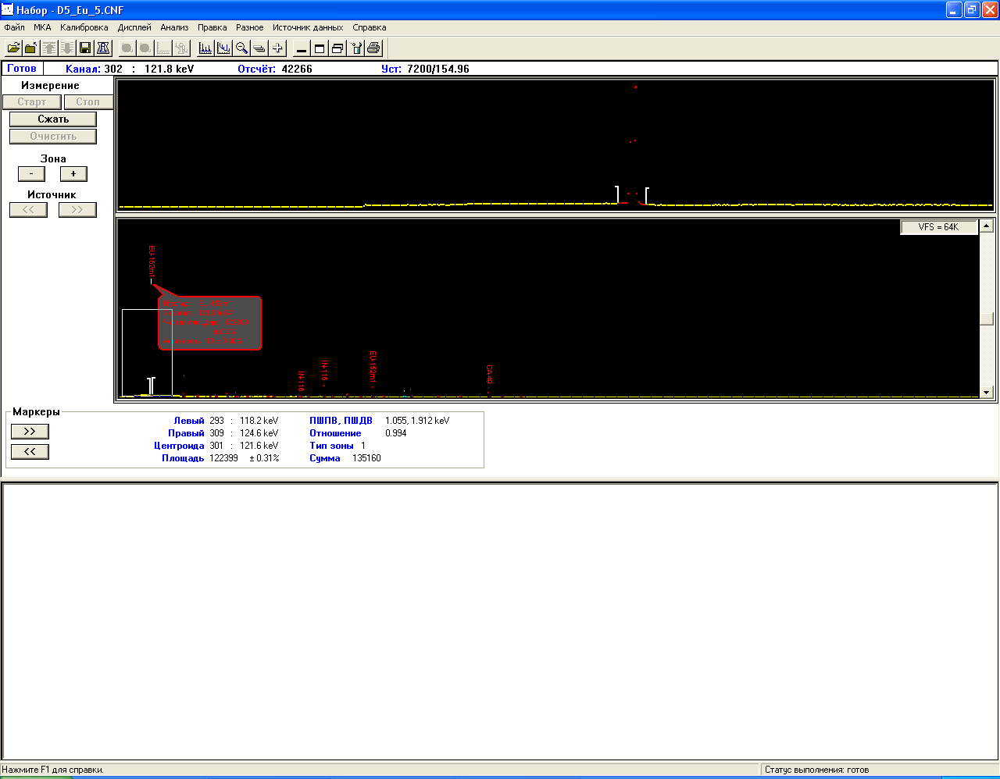 Набор - D5_Eu_5.CNF
Файл МКА Калибровка Дисплей Анализ Правка Разное Источник данных Справка
Готов Канал: 302 : 121.8 keV Отсчёт: 42266 Уст: 7200/154.96
Измерение
Старт Стоп
Сжать
Очистить
Зона
- +
Источник
<< >>
VFS = 64K
EU-152m1
IN-116
IN-116
EU-152m1
CA-49
Маркеры
>>
<<
Левый 293 : 118.2 keV ПШПВ, ПШДВ 1.055, 1.912 keV
Правый 309 : 124.6 keV Отношение 0.994
Центроида 301 : 121.6 keV Тип зоны 1
Площадь 122399 ± 0.31% Сумма 135160
Нажмите F1 для справки.
Статус выполнения: готов